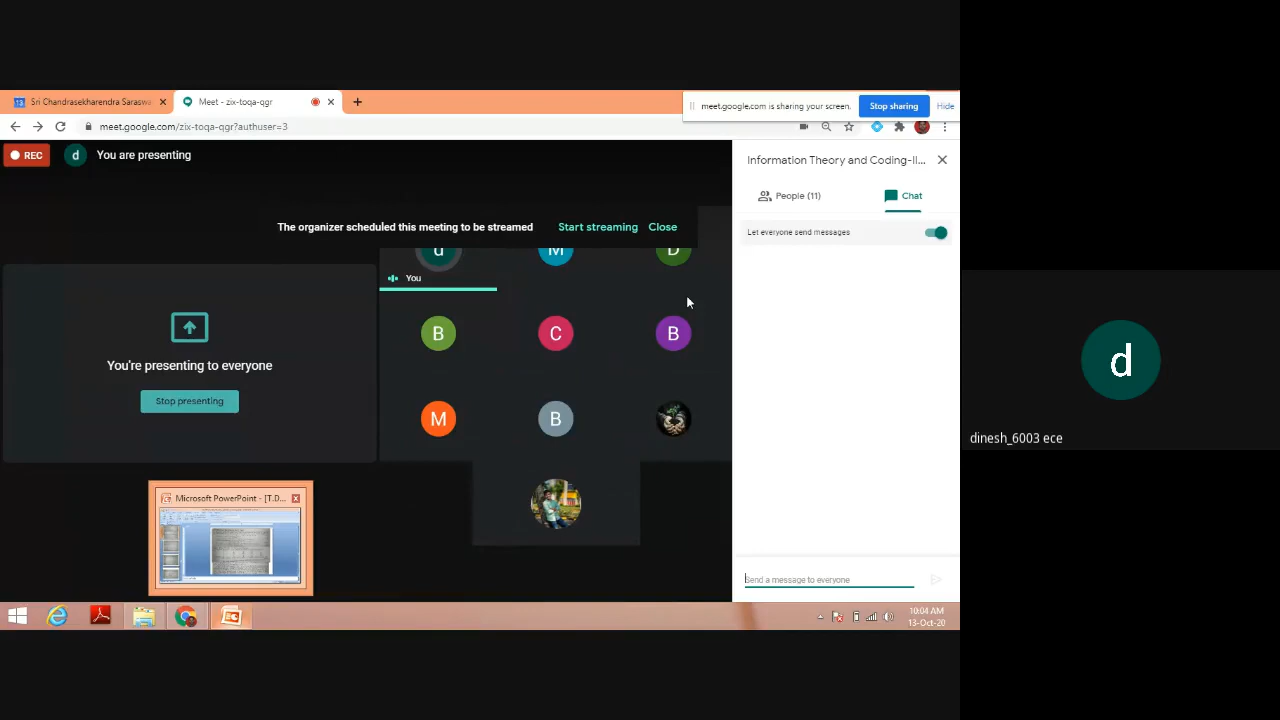 Sri Chandrasekharendra Saraswa
Meet - zix-toqa-qgr
meet.google.com is sharing your screen.
Stop sharing
Hide
meet.google.com/zix-toqa-qgr?authuser=3
REC
d
You are presenting
Information Theory and Coding-II...
People (11)
Chat
The organizer scheduled this meeting to be streamed
Start streaming
Close
Let everyone send messages
d
M
D
You
B
C
B
You're presenting to everyone
Stop presenting
M
B
d
dinesh_6003 ece
Microsoft PowerPoint - [T.D...
Send a message to everyone
10:04 AM
13-Oct-20